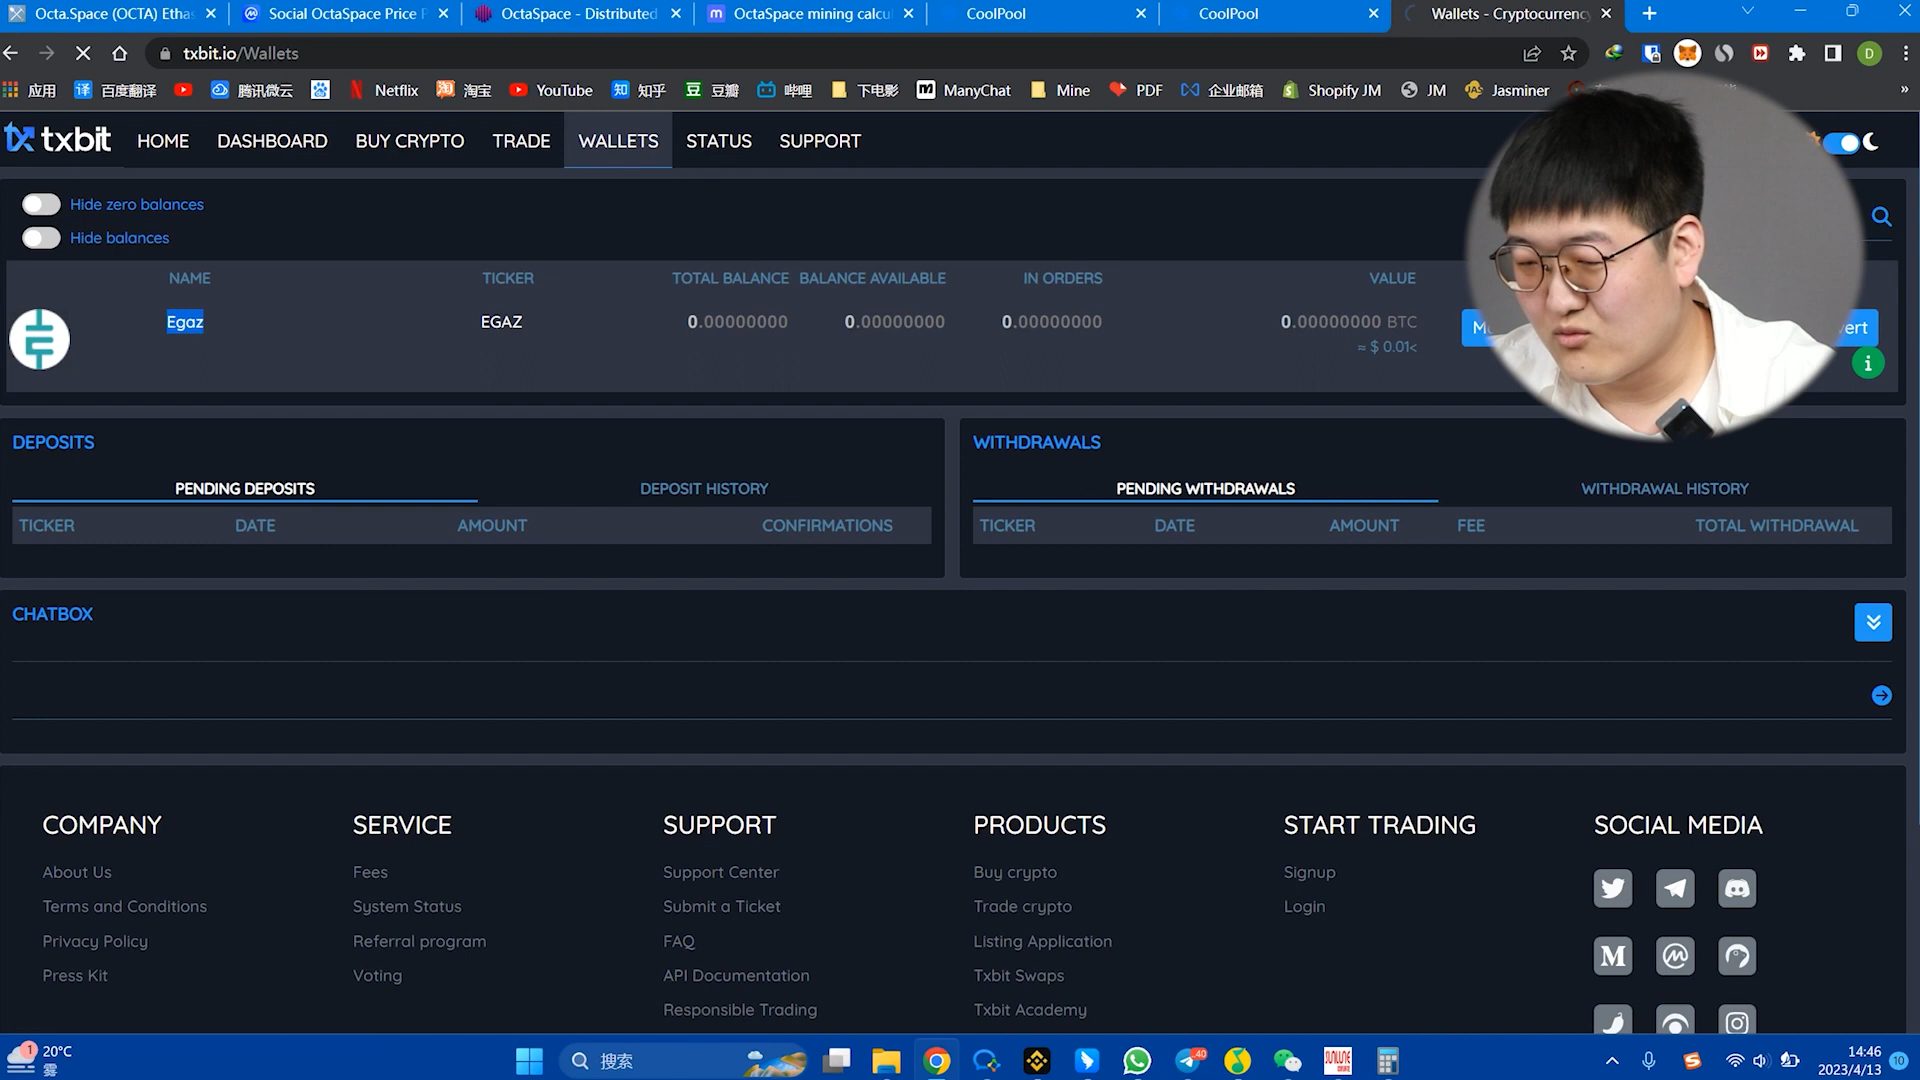 Octa.Space (OCTA) Ethas
Social OctaSpace Price P
OctaSpace - Distributed
OctaSpace mining calcu
CoolPool
CoolPool
Wallets - Cryptocurrency
txbit.io/Wallets
D
应用
百度翻译
腾讯微云
Netflix
淘宝
YouTube
知乎
豆瓣
哔哩
下电影
ManyChat
Mine
PDF
企业邮箱
Shopify JM
JM
Jasminer
txbit
HOME
DASHBOARD
BUY CRYPTO
TRADE
WALLETS
STATUS
SUPPORT
Hide zero balances
Hide balances
NAME
TICKER
TOTAL BALANCE
BALANCE AVAILABLE
IN ORDERS
VALUE
Egaz
EGAZ
0.00000000
0.00000000
0.00000000
0.00000000 BTC
≈ $ 0.01<
DEPOSITS
PENDING DEPOSITS
DEPOSIT HISTORY
TICKER
DATE
AMOUNT
CONFIRMATIONS
WITHDRAWALS
PENDING WITHDRAWALS
WITHDRAWAL HISTORY
TICKER
DATE
AMOUNT
FEE
TOTAL WITHDRAWAL
CHATBOX
COMPANY
About Us
Terms and Conditions
Privacy Policy
Press Kit
SERVICE
Fees
System Status
Referral program
Voting
SUPPORT
Support Center
Submit a Ticket
FAQ
API Documentation
Responsible Trading
PRODUCTS
Buy crypto
Trade crypto
Listing Application
Txbit Swaps
Txbit Academy
START TRADING
Signup
Login
SOCIAL MEDIA
1
20°C
雾
搜索
14:46
2023/4/13
10